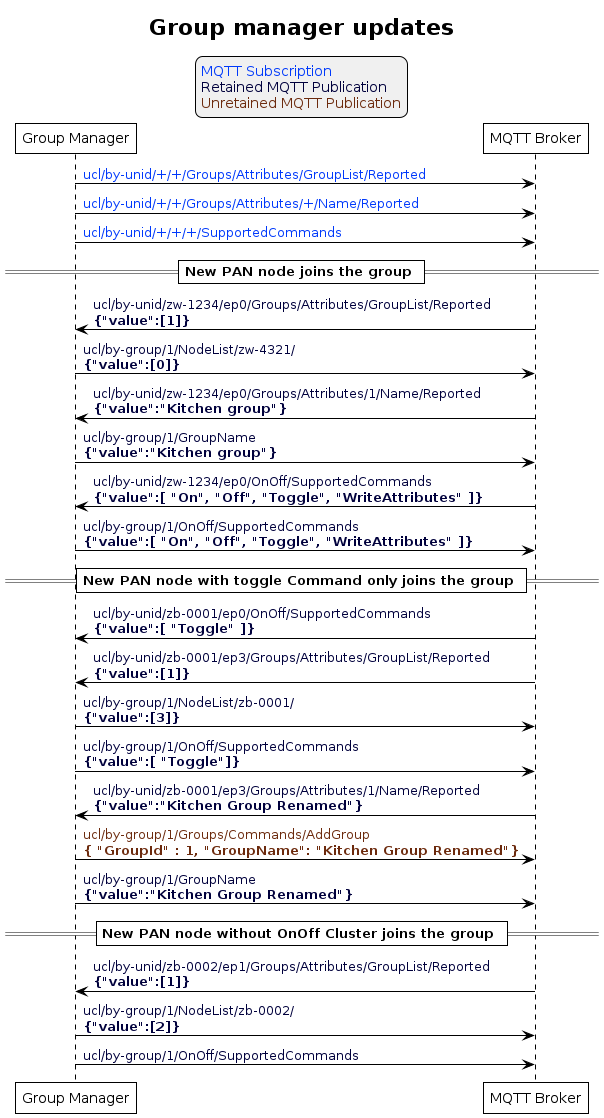 Group manager updates
MQTT Subscription
Retained MQTT Publication
Unretained MQTT Publication
Group Manager
MQTT Broker
ucl/by-unid/+/+/Groups/Attributes/GroupList/Reported
ucl/by-unid/+/+/Groups/Attributes/+/Name/Reported
ucl/by-unid/+/+/+/SupportedCommands
New PAN node joins the group
ucl/by-unid/zw-1234/ep0/Groups/Attributes/GroupList/Reported
{"value":[1]}
ucl/by-group/1/NodeList/zw-4321/
{"value":[0]}
ucl/by-unid/zw-1234/ep0/Groups/Attributes/1/Name/Reported
{"value":"Kitchen group"}
ucl/by-group/1/GroupName
{"value":"Kitchen group"}
ucl/by-unid/zw-1234/ep0/OnOff/SupportedCommands
{"value":[ "On", "Off", "Toggle", "WriteAttributes" ]}
ucl/by-group/1/OnOff/SupportedCommands
{"value":[ "On", "Off", "Toggle", "WriteAttributes" ]}
New PAN node with toggle Command only joins the group
ucl/by-unid/zb-0001/ep0/OnOff/SupportedCommands
{"value":[ "Toggle" ]}
ucl/by-unid/zb-0001/ep3/Groups/Attributes/GroupList/Reported
{"value":[1]}
ucl/by-group/1/NodeList/zb-0001/
{"value":[3]}
ucl/by-group/1/OnOff/SupportedCommands
{"value":[ "Toggle"]}
ucl/by-unid/zb-0001/ep3/Groups/Attributes/1/Name/Reported
{"value":"Kitchen Group Renamed"}
ucl/by-group/1/Groups/Commands/AddGroup
{ "GroupId" : 1, "GroupName": "Kitchen Group Renamed"}
ucl/by-group/1/GroupName
{"value":"Kitchen Group Renamed"}
New PAN node without OnOff Cluster joins the group
ucl/by-unid/zb-0002/ep1/Groups/Attributes/GroupList/Reported
{"value":[1]}
ucl/by-group/1/NodeList/zb-0002/
{"value":[2]}
ucl/by-group/1/OnOff/SupportedCommands
Group Manager
MQTT Broker